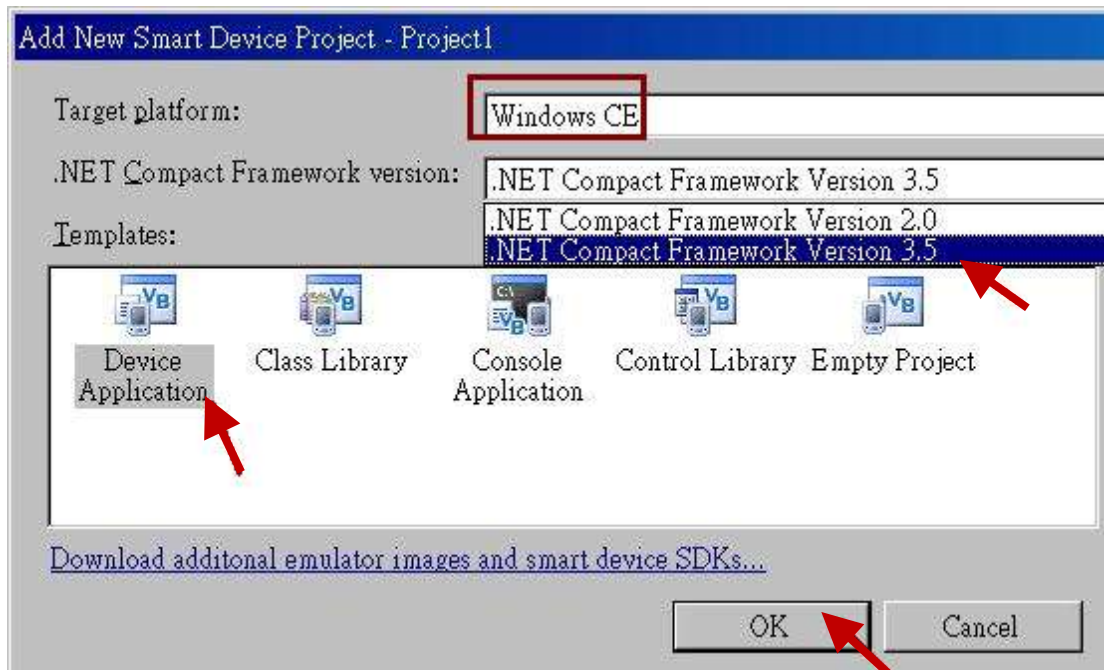 Add New Smart Device Project - Project1
Target platform:
Windows CE
.NET Compact Framework version:
.NET Compact Framework Version 3.5
.NET Compact Framework Version 2.0
.NET Compact Framework Version 3.5
Templates:
VB
VB
C:\
VB
VB
VB
Device
Application
Class Library
Console
Application
Control Library
Empty Project
Download additonal emulator images and smart device SDKs...
OK
Cancel